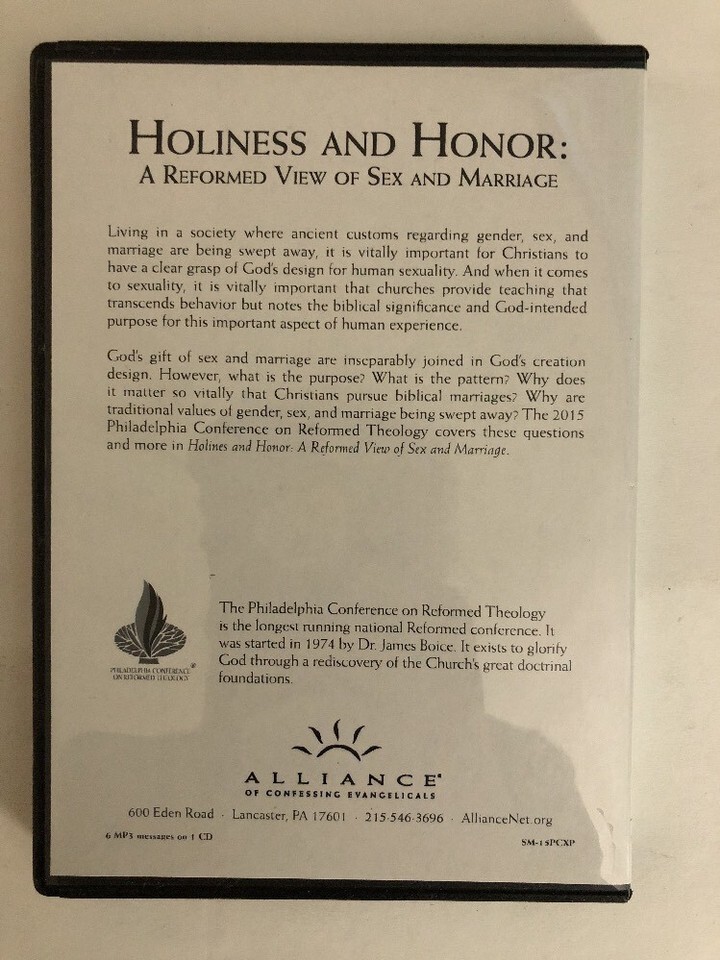 HOLINESS AND HONOR:
A REFORMED VIEW OF SEX AND MARRIAGE
Living in a society where ancient customs regarding gender, sex, and
marriage are being swept away, it is vitally important for Christians to
have a clear grasp of God's design for human sexuality. And when it comes
to sexuality, it is vitally important that churches provide teaching that
transcends behavior but notes the biblical significance and God-intended
purpose for this important aspect of human experience.
God's gift of sex and marriage are inseparably joined in God's creation
design. However, what is the purpose? What is the pattern? Why does
it matter so vitally that Christians pursue biblical marriages? Why are
traditional values of gender, sex, and marriage being swept away? The 2015
Philadelphia Conference on Reformed Theology covers these questions
and more in Holines and Honor: A Reformed View of Sex and Marriage.
The Philadelphia Conference on Reformed Theology
is the longest running national Reformed conference. It
was started in 1974 by Dr. James Boice. It exists to glorify
God through a rediscovery of the Church's great doctrinal
foundations.
PHILADELPHIA CONFERENCE®
ON REFORMED THEOLOGY
ALLIANCE®
OF CONFESSING EVANGELICALS
600 Eden Road · Lancaster, PA 17601 · 215-546-3696 · AllianceNet.org
6 MP3 messages on 1 CD
SM-15PCXP